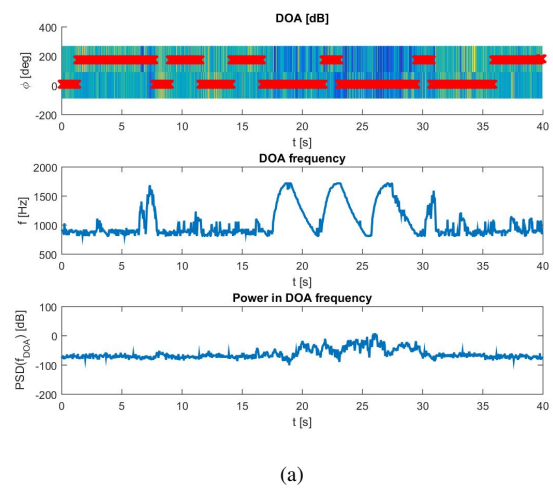 DOA [dB]
400
200
0
-200
ϕ [deg]
0 5 10 15 20 25 30 35 40
t [s]
DOA frequency
2000
1500
1000
500
f [Hz]
0 5 10 15 20 25 30 35 40
t [s]
Power in DOA frequency
100
0
-100
-200
PSD(f_DOA) [dB]
0 5 10 15 20 25 30 35 40
t [s]
(a)